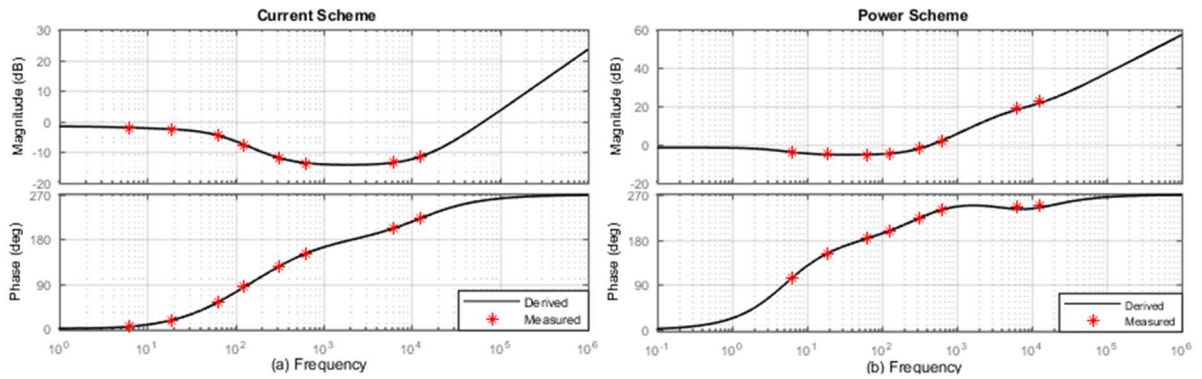 Current Scheme
Magnitude (dB)
30
20
10
0
-10
-20
Phase (deg)
270
180
90
0
Derived
Measured
10^0 10^1 10^2 10^3 10^4 10^5 10^6
(a) Frequency
Power Scheme
Magnitude (dB)
60
40
20
0
-20
Phase (deg)
270
180
90
0
Derived
Measured
10^-1 10^0 10^1 10^2 10^3 10^4 10^5 10^6
(b) Frequency